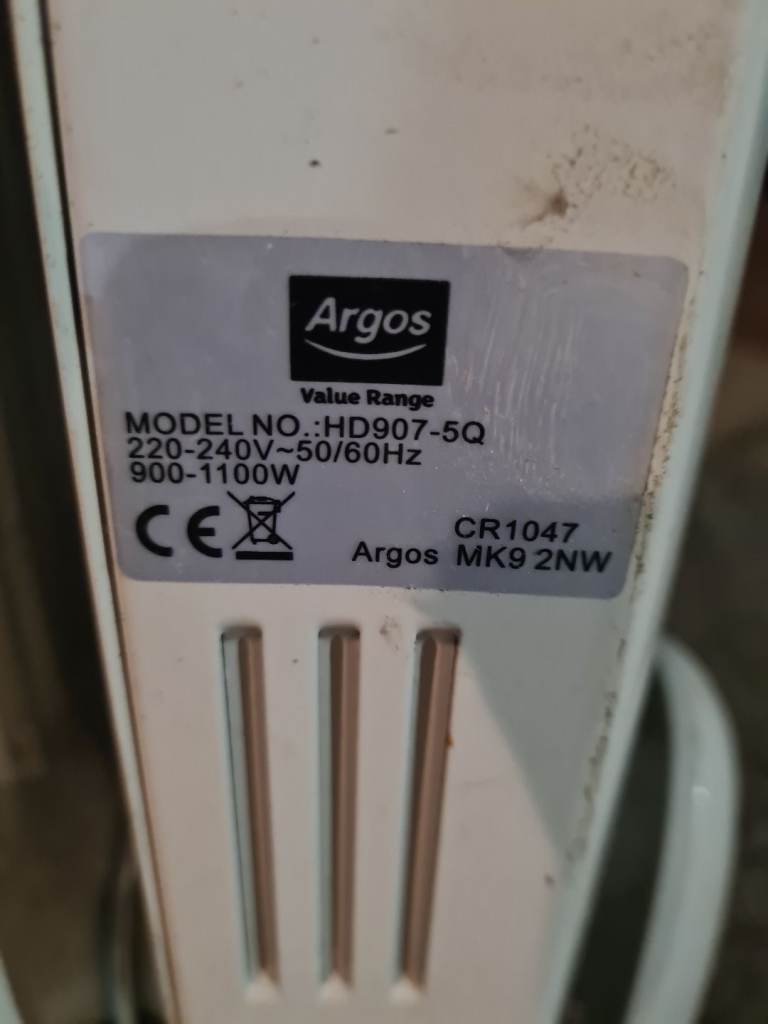 Argos
Value Range
MODEL NO.:HD907-5Q
220-240V~50/60Hz
900-1100W
CE
CR1047
Argos MK9 2NW